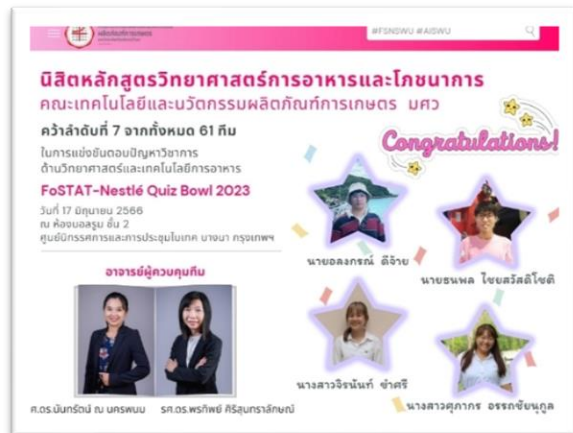 ผลิตภัณฑ์การเกษตร
#FSNSWU #AISWU
นิสิตหลักสูตรวิทยาศาสตร์การอาหารและโภชนาการ
คณะเทคโนโลยีและนวัตกรรมผลิตภัณฑ์การเกษตร มศว
คว้าลำดับที่ 7 จากทั้งหมด 61 ทีม
ในการแข่งขันตอบปัญหาวิชาการ
ด้านวิทยาศาสตร์และเทคโนโลยีการอาหาร
FoSTAT-Nestlé Quiz Bowl 2023
วันที่ 17 มิถุนายน 2566
ณ ห้องบอลรูม ชั้น 2
ศูนย์นิทรรศการและการประชุมไบเทค บางนา กรุงเทพฯ
Congratulations!
นายอลงกรณ์ ดีจ้าย
นายธนพล ไชยสวัสดิโชติ
นางสาวจิรนันท์ ขำศรี
นางสาวศุภากร อรรถชัยนุกูล
อาจารย์ผู้ควบคุมทีม
ศ.ดร.นันทรัตน์ ณ นครพนม
รศ.ดร.พรทิพย์ ศิริสุนทราลักษณ์